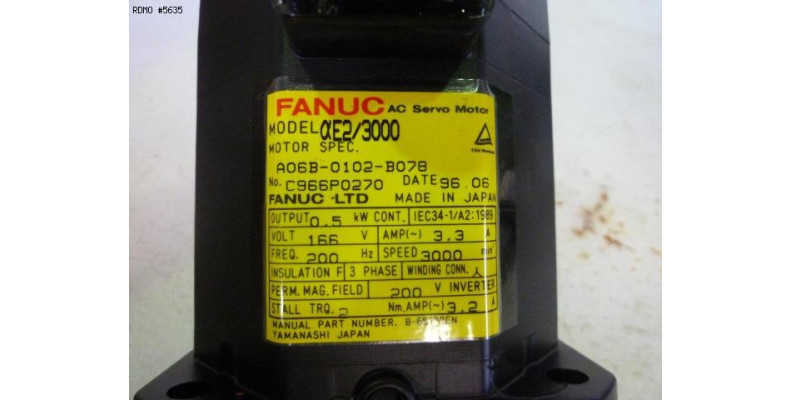 RDMO #5635
FANUC AC Servo Motor
MODEL αE2/3000
MOTOR SPEC.
A06B-0102-B078
No. C966P0270 DATE 96.06
FANUC LTD MADE IN JAPAN
OUTPUT 0.5 kW CONT. IEC34-1/A2:1989
VOLT 166 V AMP(~) 3.3 A
FREQ. 200 Hz SPEED 3000
INSULATION F 3 PHASE WINDING CONN. 人
PERM. MAG. FIELD 200 V INVERTER
STALL TRQ. 2 Nm, AMP(~) 3.2 A
MANUAL PART NUMBER.
YAMANASHI JAPAN